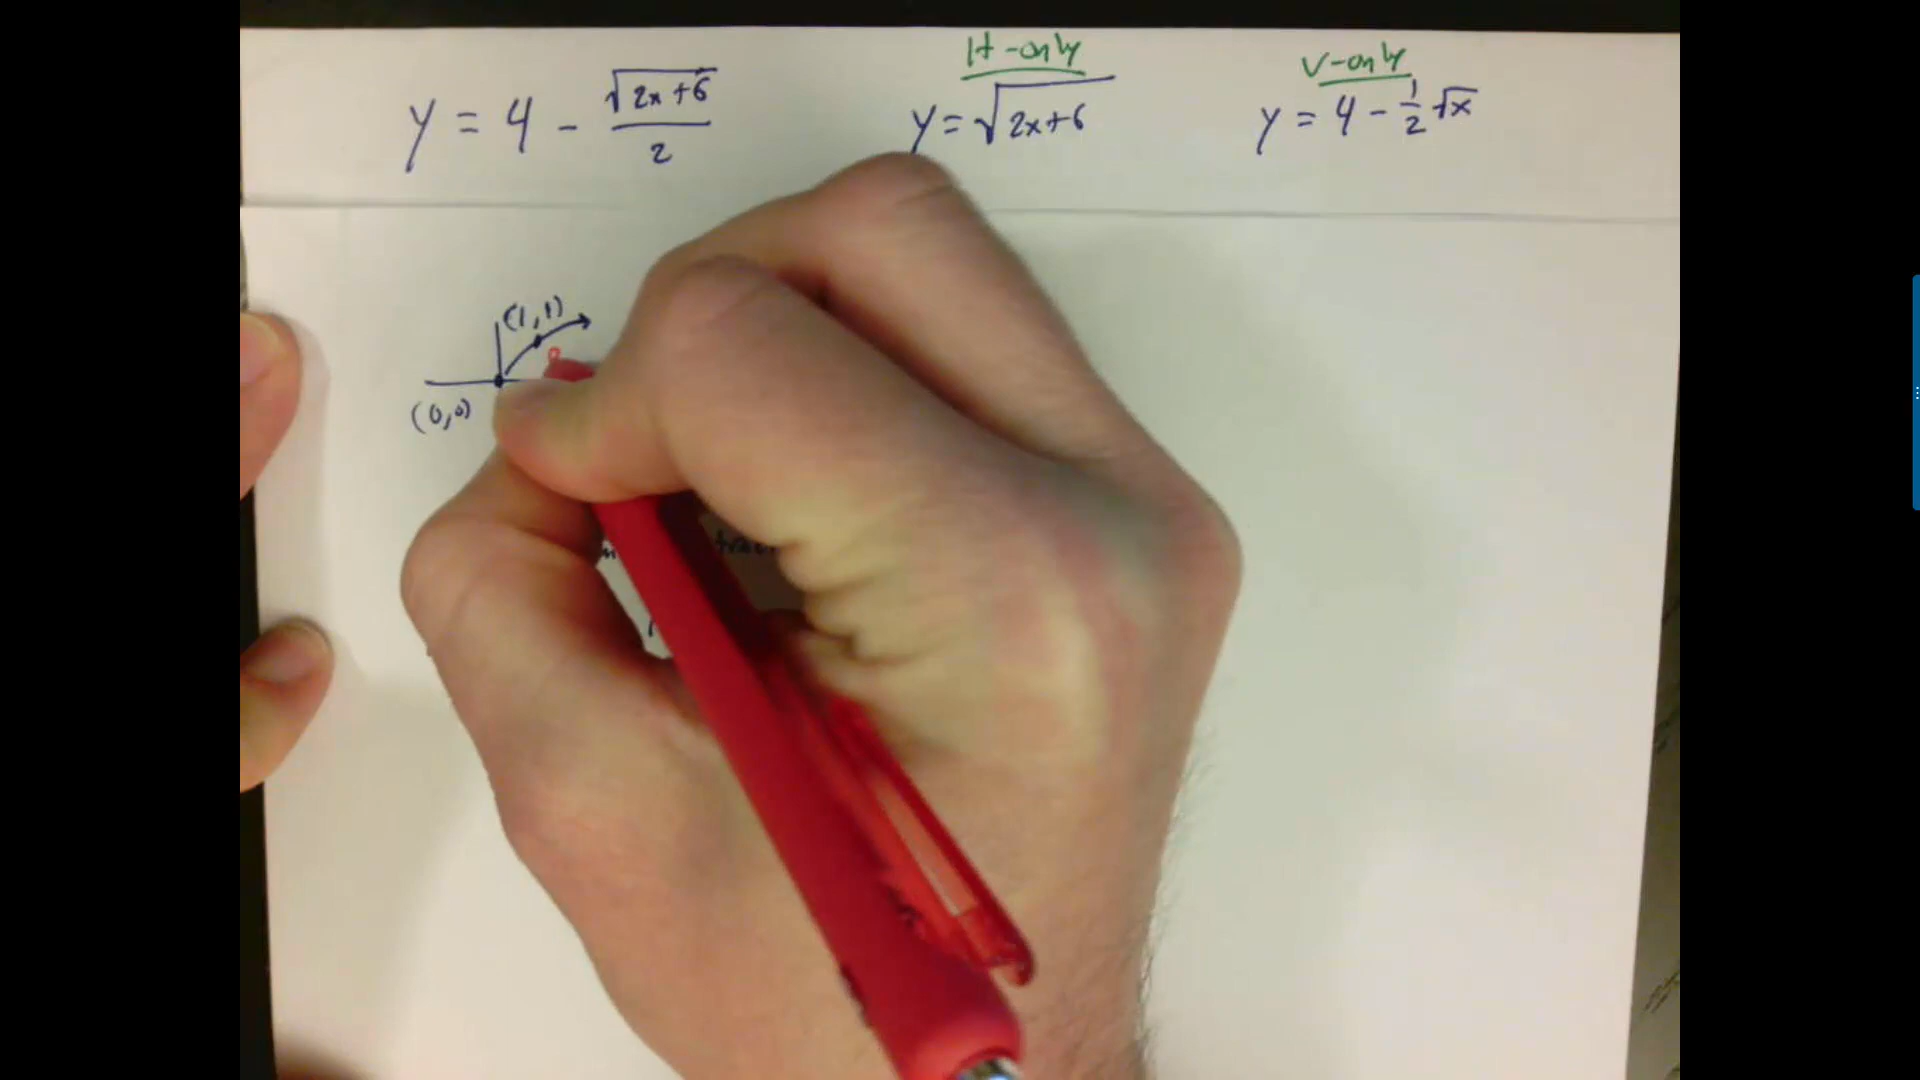 y = 4 - √(2x+6)/2
H-only
y = √(2x+6)
V-only
y = 4 - 1/2 √x
(1,1)
(0,0)